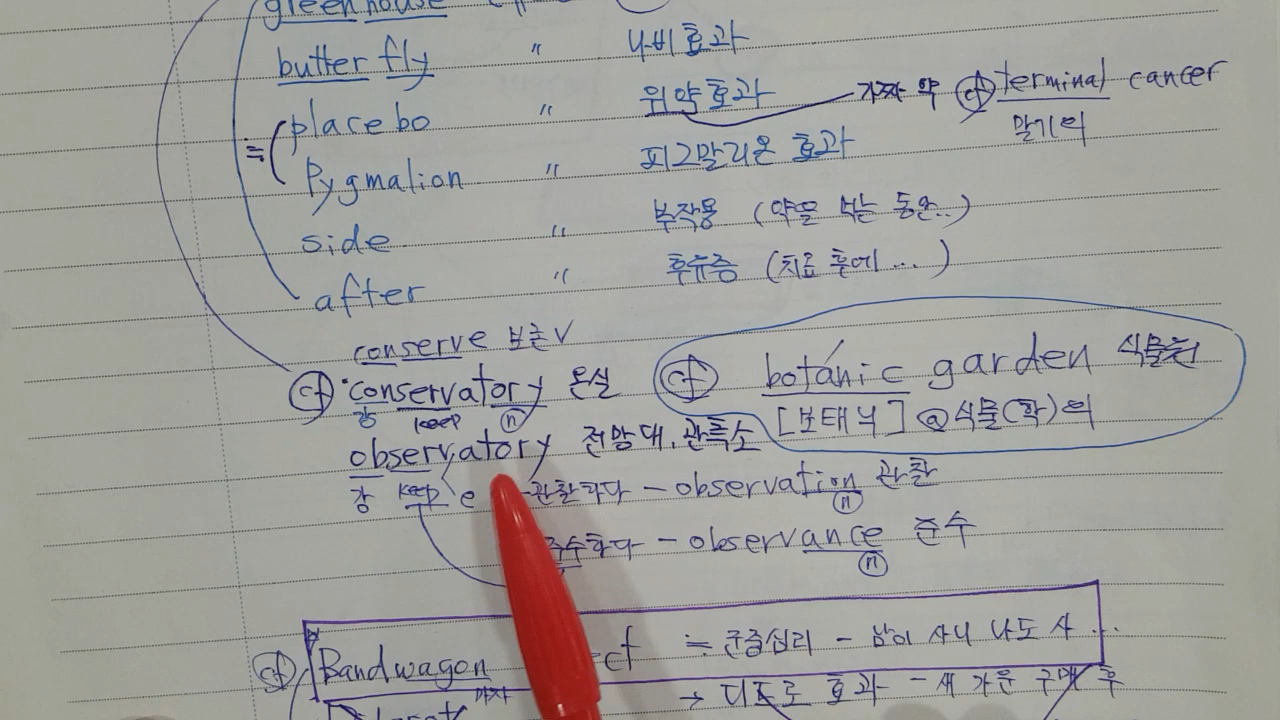 greenhouse
butterfly 〃 나비효과
placebo 〃 위약효과 가짜 약 cf terminal cancer
말기의
≒ ( Pygmalion 〃 피그말리온 효과
side 〃 부작용 (약을 먹는 동안..)
after 〃 후유증 (치료 후에 ...)
conserve 보존 v
cf conservatory 온실
강 keep n
cf botánic garden 식물원
[보태닉] @식물(학)의
observatory 전망대, 관측소
강 keep e 관찰하다 - observation 관찰
n
준수하다 - observance 준수
n
cf Bandwagon ≒ 군중심리 - 남이 사니 나도 사...
마차 → 디드로 효과 - 새 가운 구매 후